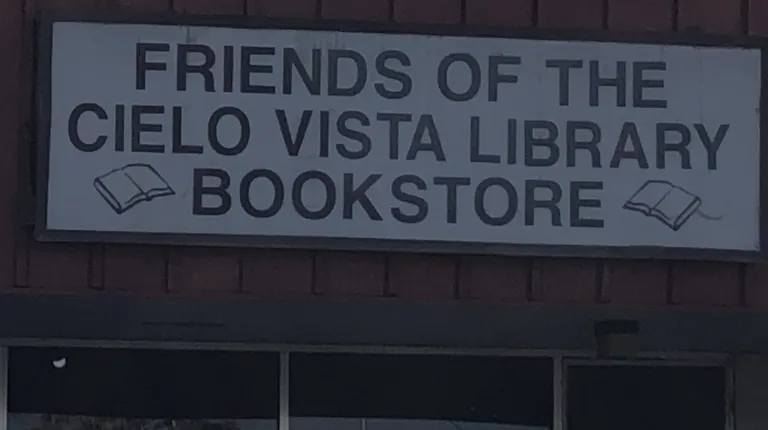 FRIENDS OF THE
CIELO VISTA LIBRARY
BOOKSTORE